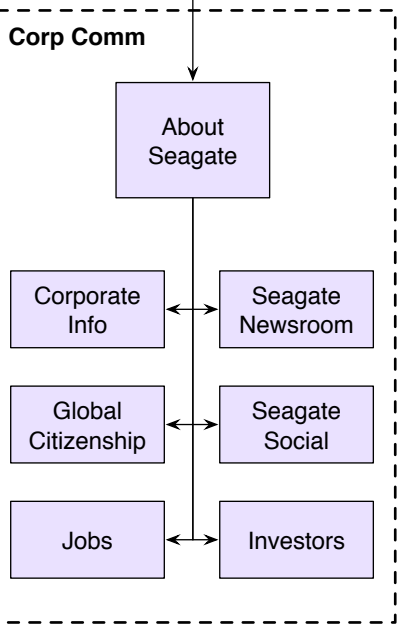 Corp Comm
About
Seagate
Corporate
Info
Seagate
Newsroom
Global
Citizenship
Seagate
Social
Jobs
Investors